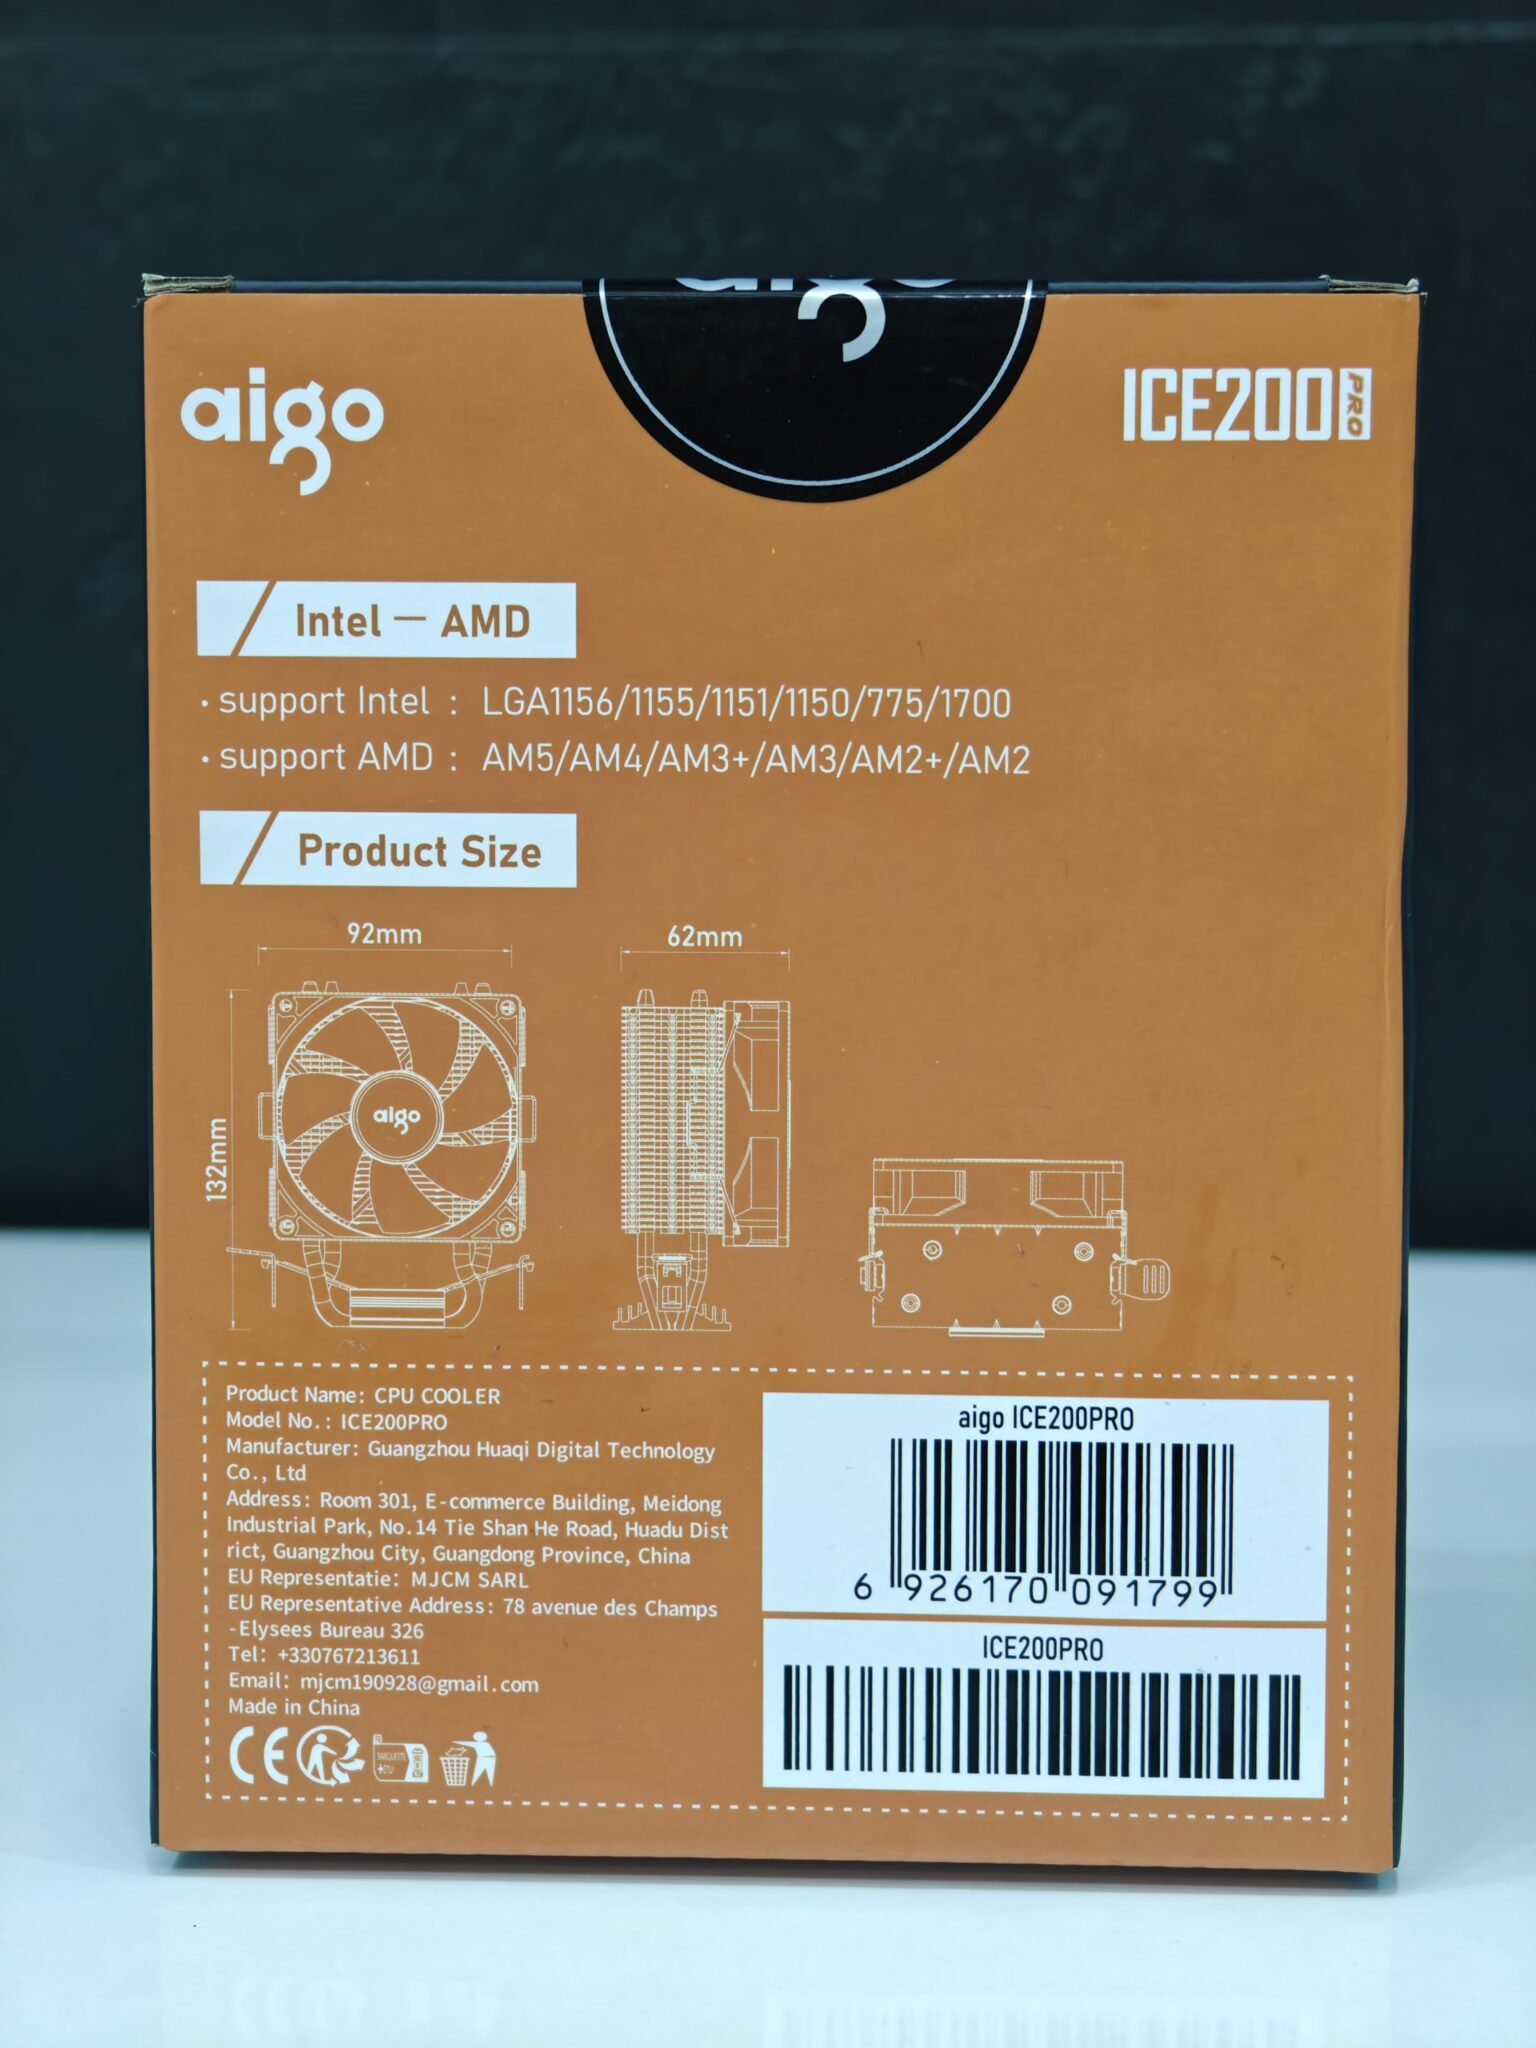 aigo
aigo
ICE200 PRO
Intel — AMD
· support Intel : LGA1156/1155/1151/1150/775/1700
· support AMD : AM5/AM4/AM3+/AM3/AM2+/AM2
Product Size
92mm
62mm
132mm
aigo
Product Name: CPU COOLER
Model No.: ICE200PRO
Manufacturer: Guangzhou Huaqi Digital Technology
Co., Ltd
Address: Room 301, E-commerce Building, Meidong
Industrial Park, No.14 Tie Shan He Road, Huadu Dist
rict, Guangzhou City, Guangdong Province, China
EU Representatie: MJCM SARL
EU Representative Address: 78 avenue des Champs
-Elysees Bureau 326
Tel: +330767213611
Email: mjcm190928@gmail.com
Made in China
CE
BARQUETTE
+ÉTUI
aigo ICE200PRO
6 926170 091799
ICE200PRO